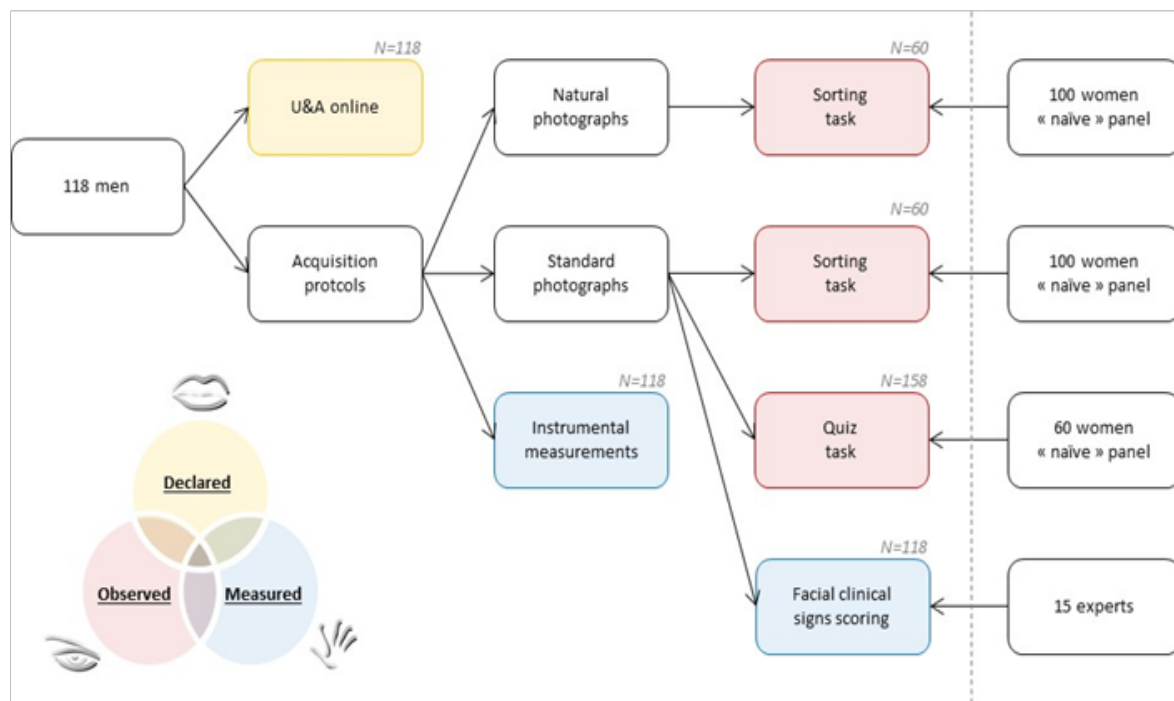 N=118
N=60
U&A online
Natural
photographs
Sorting
task
100 women
« naïve » panel
118 men
N=60
Acquisition
protcols
Standard
photographs
Sorting
task
100 women
« naïve » panel
N=118
N=158
Instrumental
measurements
Quiz
task
60 women
« naïve » panel
Declared
N=118
Observed
Measured
Facial clinical
signs scoring
15 experts